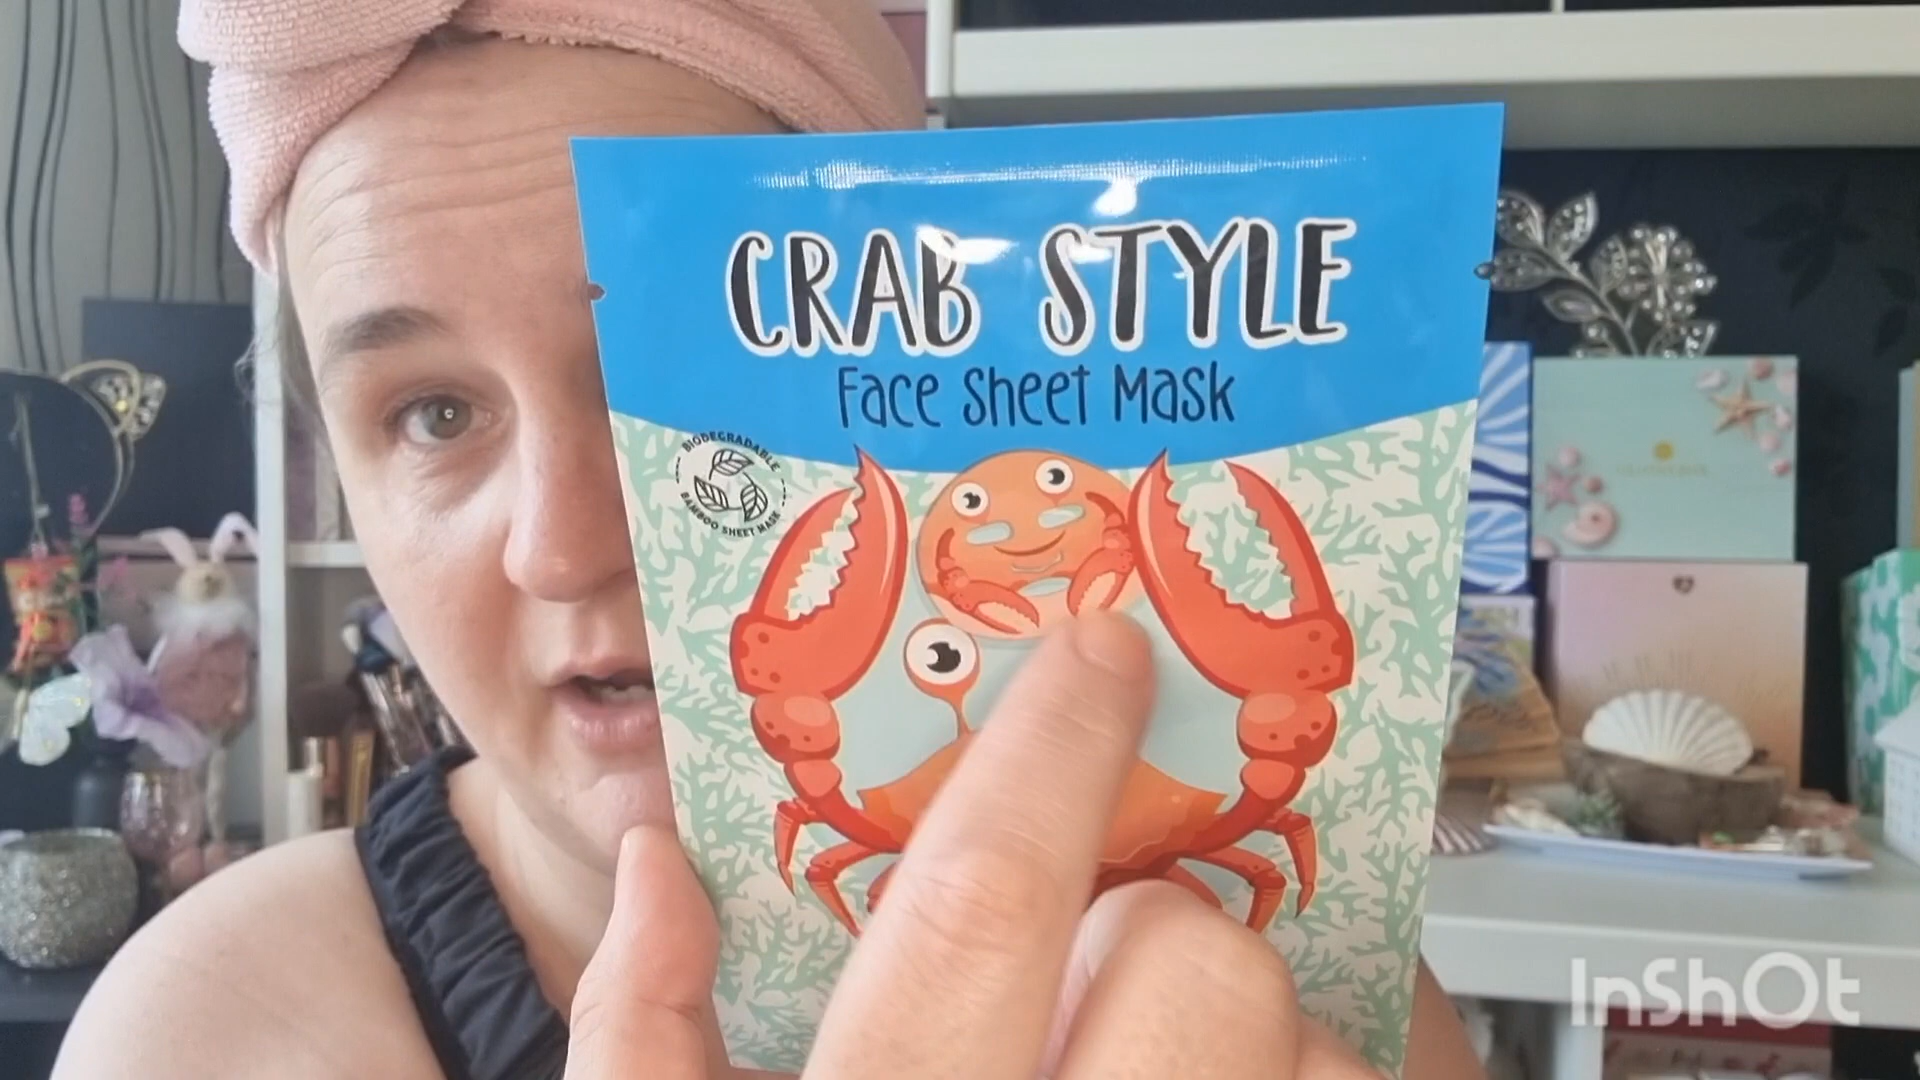 CRAB STYLE
Face Sheet Mask
BIODEGRADABLE
BAMBOO SHEET MASK
InShOt